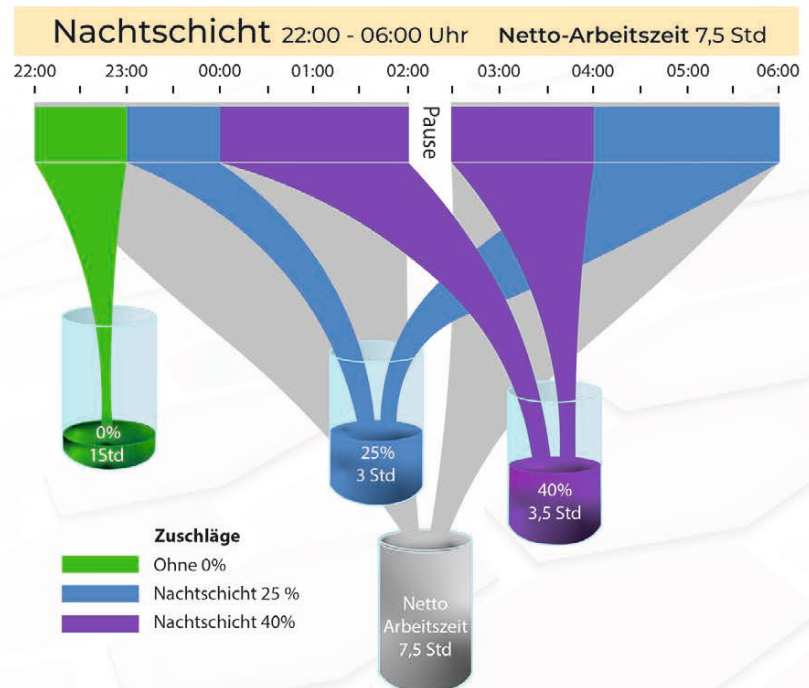 Nachtschicht 22:00 - 06:00 Uhr Netto-Arbeitszeit 7,5 Std
22:00 23:00 00:00 01:00 02:00 03:00 04:00 05:00 06:00
Pause
0%
1Std
25%
3 Std
40%
3,5 Std
Zuschläge
Ohne 0%
Nachtschicht 25 %
Nachtschicht 40%
Netto
Arbeitszeit
7,5 Std